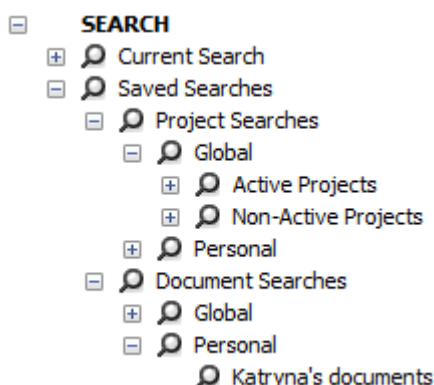 SEARCH
Current Search
Saved Searches
Project Searches
Global
Active Projects
Non-Active Projects
Personal
Document Searches
Global
Personal
Katryna's documents